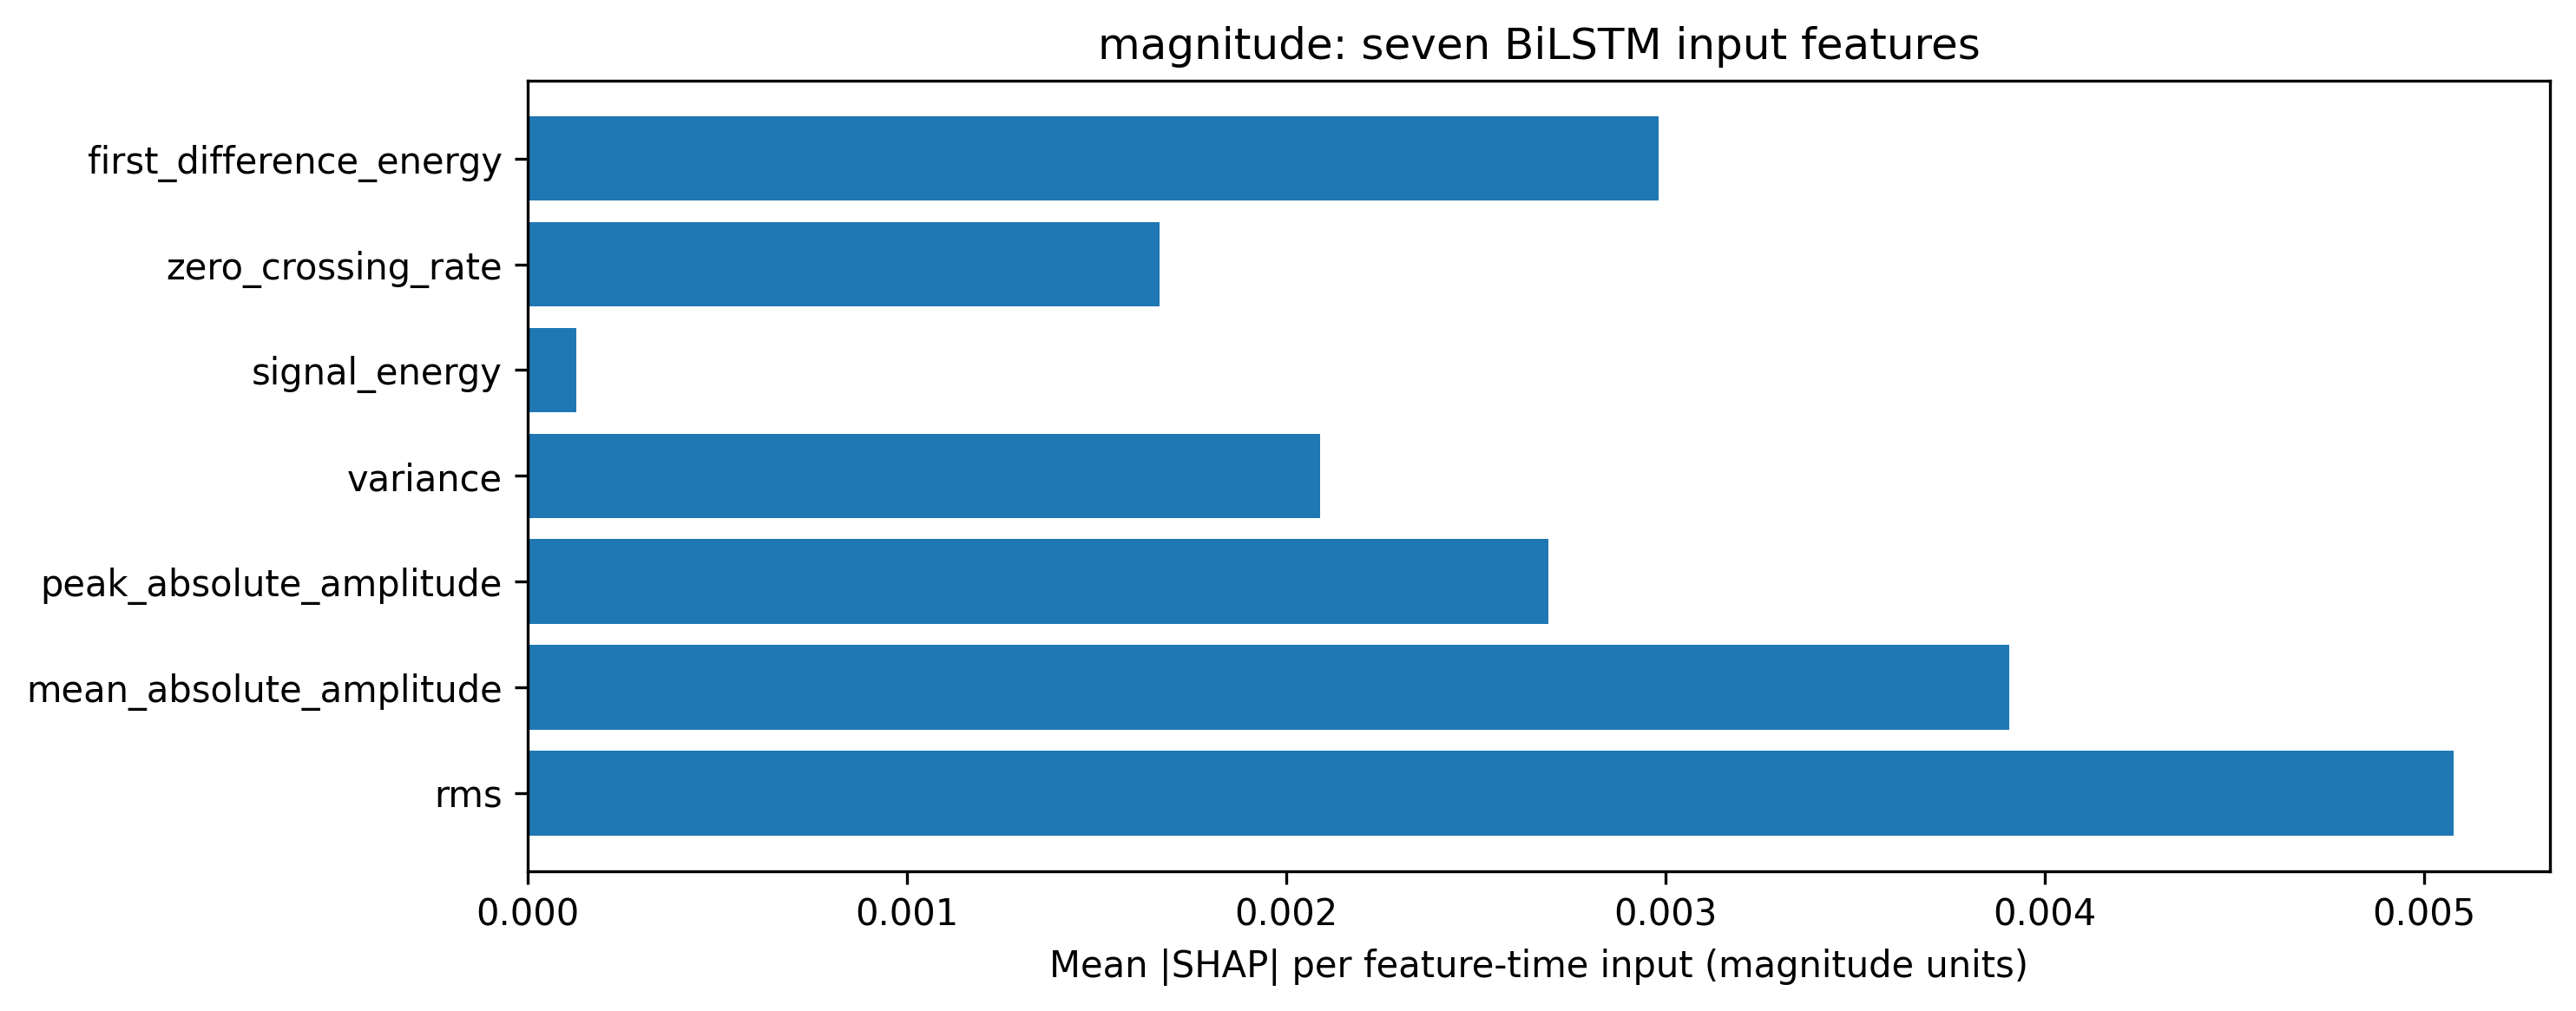 magnitude: seven BiLSTM input features
first_difference_energy
zero_crossing_rate
signal_energy
variance
peak_absolute_amplitude
mean_absolute_amplitude
rms
0.000 0.001 0.002 0.003 0.004 0.005
Mean |SHAP| per feature-time input (magnitude units)